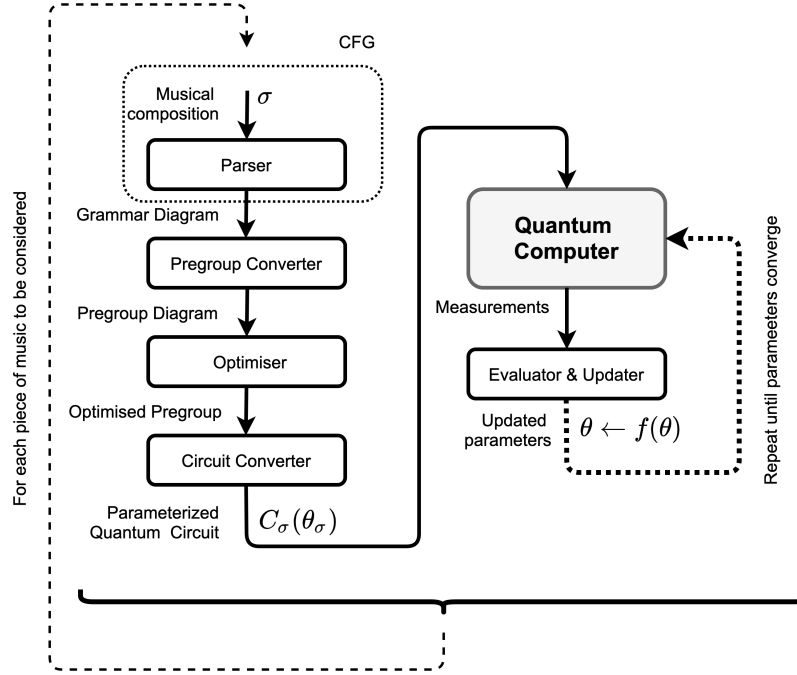 For each piece of music to be considered
CFG
Musical
composition
σ
Parser
Grammar Diagram
Pregroup Converter
Pregroup Diagram
Optimiser
Optimised Pregroup
Circuit Converter
Parameterized
Quantum Circuit
C_σ(θ_σ)
Quantum
Computer
Measurements
Evaluator & Updater
Updated
parameters
θ ← f(θ)
Repeat until parameeters converge